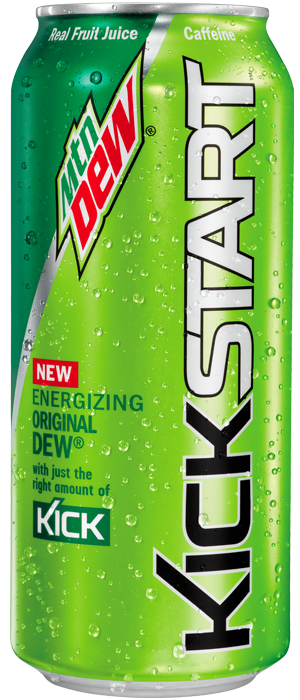 Real Fruit Juice
Caffeine
Mtn
DEW®
KICKSTART
NEW
ENERGIZING
ORIGINAL
DEW®
with just the
right amount of
KICK